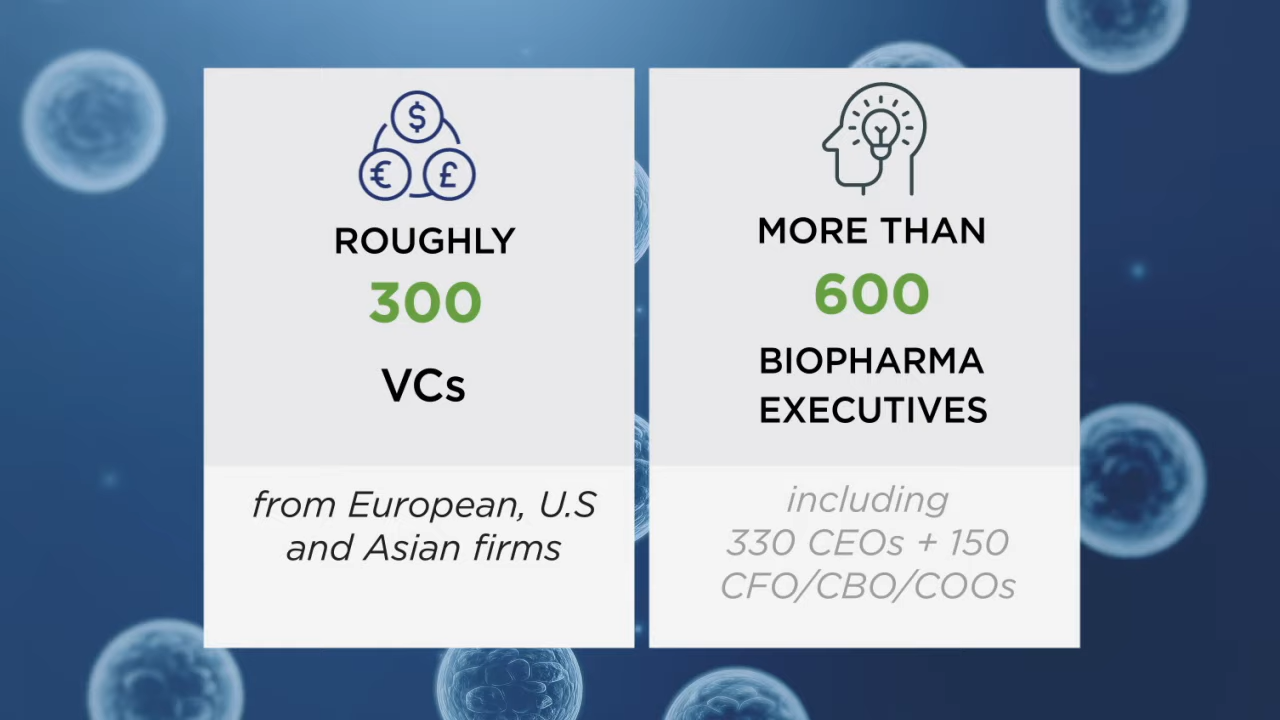 ROUGHLY
300
VCs
from European, U.S
and Asian firms
MORE THAN
600
BIOPHARMA
EXECUTIVES
including
330 CEOs + 150
CFO/CBO/COOs